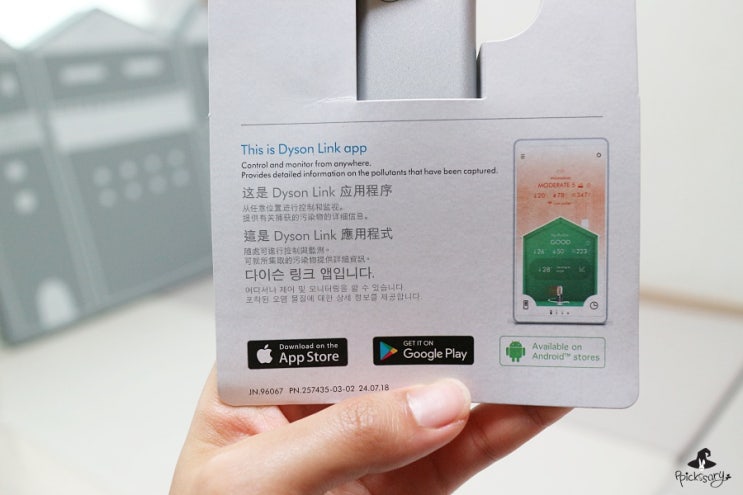 This is Dyson Link app
Control and monitor from anywhere.
Provides detailed information on the pollutants that have been captured.
这是 Dyson Link 应用程序
从任意位置进行控制和监视。
提供有关捕获的污染物的详细信息。
這是 Dyson Link 應用程式
隨處可進行控制與監測。
可就所集取的污染物提供詳細資訊。
다이슨 링크 앱입니다.
어디서나 제어 및 모니터링을 할 수 있습니다.
포착된 오염 물질에 대한 상세 정보를 제공합니다.
MODERATE 5
GOOD
Download on the
App Store
GET IT ON
Google Play
Available on
Android™ stores
JN.96067 PN.257435-03-02 24.07.18